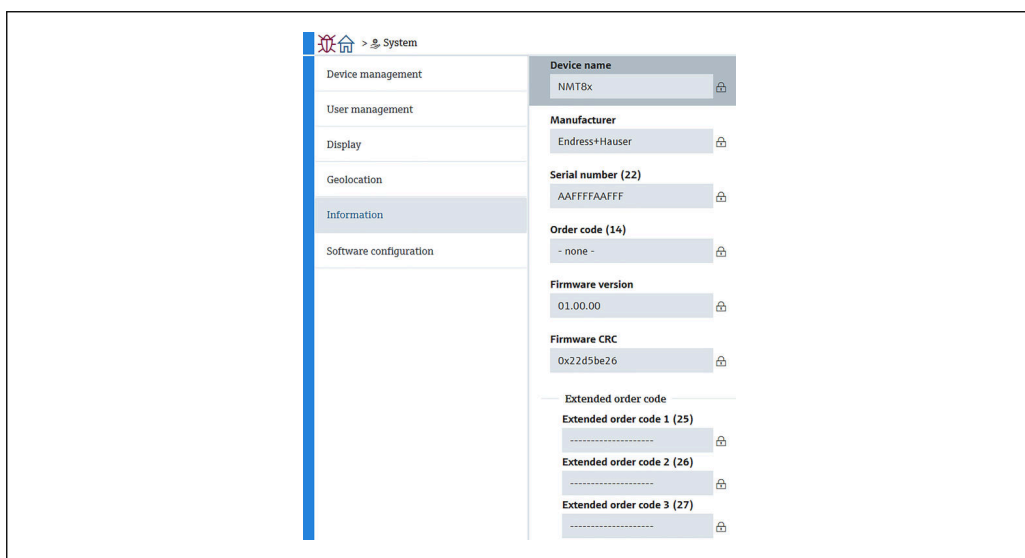 > System
Device management
User management
Display
Geolocation
Information
Software configuration
Device name
NMT8x
Manufacturer
Endress+Hauser
Serial number (22)
AAFFFFAAFFF
Order code (14)
- none -
Firmware version
01.00.00
Firmware CRC
0x22d5be26
Extended order code
Extended order code 1 (25)
--------------------
Extended order code 2 (26)
--------------------
Extended order code 3 (27)
--------------------